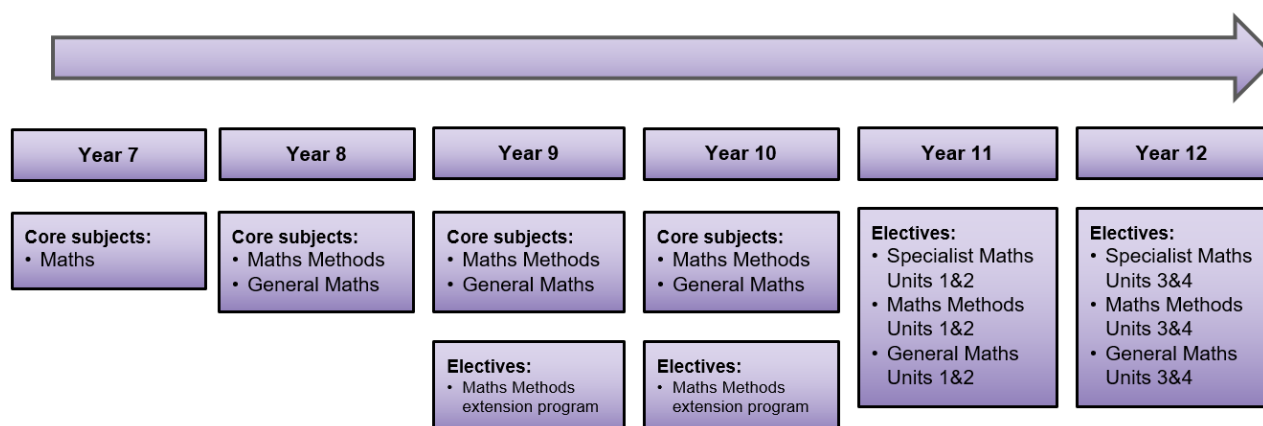 Year 7
Year 8
Year 9
Year 10
Year 11
Year 12
Core subjects:
• Maths
Core subjects:
• Maths Methods
• General Maths
Core subjects:
• Maths Methods
• General Maths
Core subjects:
• Maths Methods
• General Maths
Electives:
• Specialist Maths
Units 1&2
• Maths Methods
Units 1&2
• General Maths
Units 1&2
Electives:
• Specialist Maths
Units 3&4
• Maths Methods
Units 3&4
• General Maths
Units 3&4
Electives:
• Maths Methods
extension program
Electives:
• Maths Methods
extension program